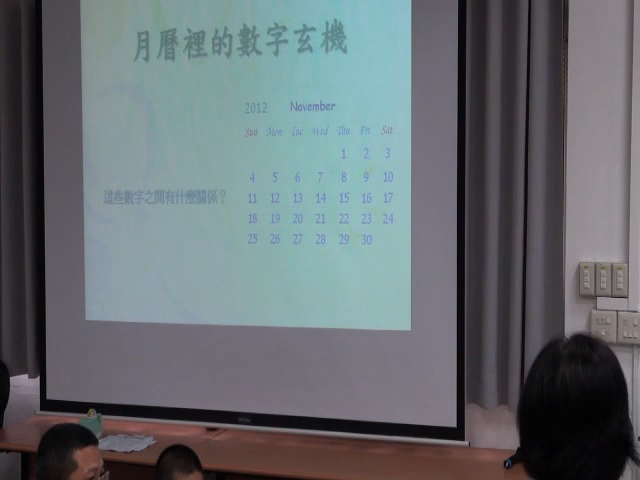 月曆裡的數字玄機
2012 November
Sun Mon Tue Wed Thu Fri Sat
1 2 3
4 5 6 7 8 9 10
這些數字之間有什麼關係？
11 12 13 14 15 16 17
18 19 20 21 22 23 24
25 26 27 28 29 30